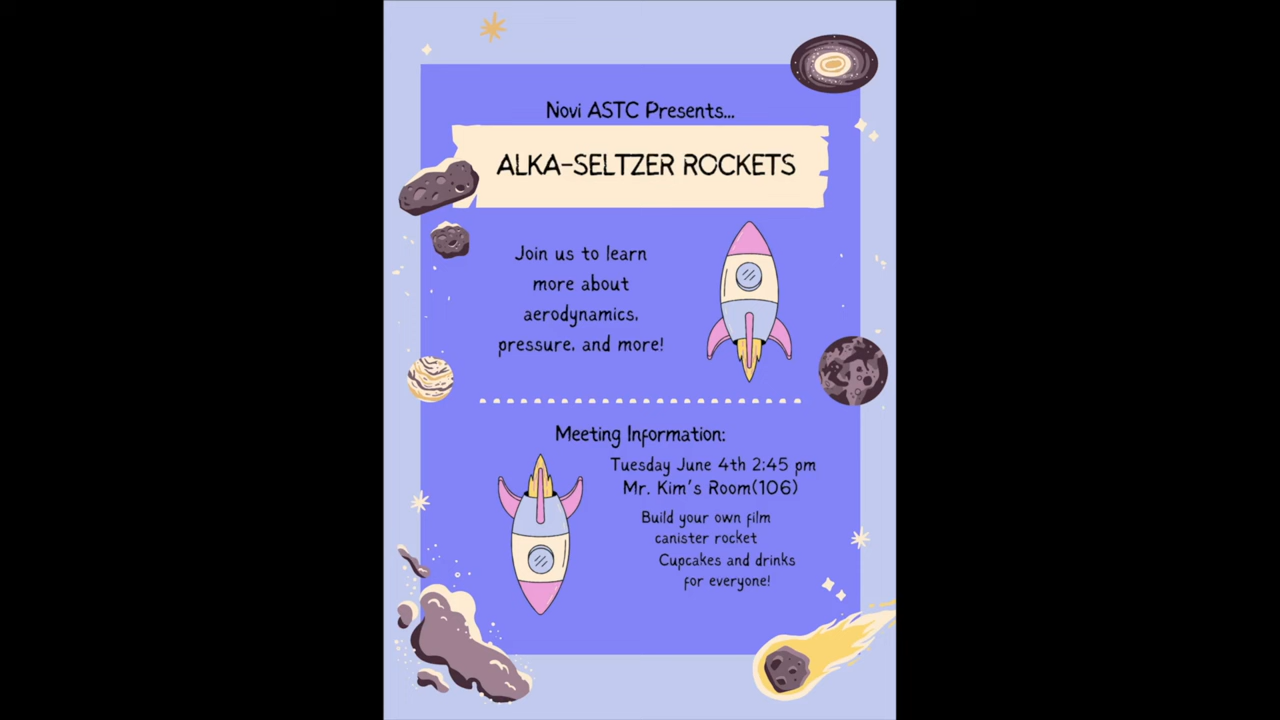 Novi ASTC Presents...
ALKA-SELTZER ROCKETS
Join us to learn
more about
aerodynamics,
pressure, and more!
Meeting Information:
Tuesday June 4th 2:45 pm
Mr. Kim's Room(106)
Build your own film
canister rocket
Cupcakes and drinks
for everyone!